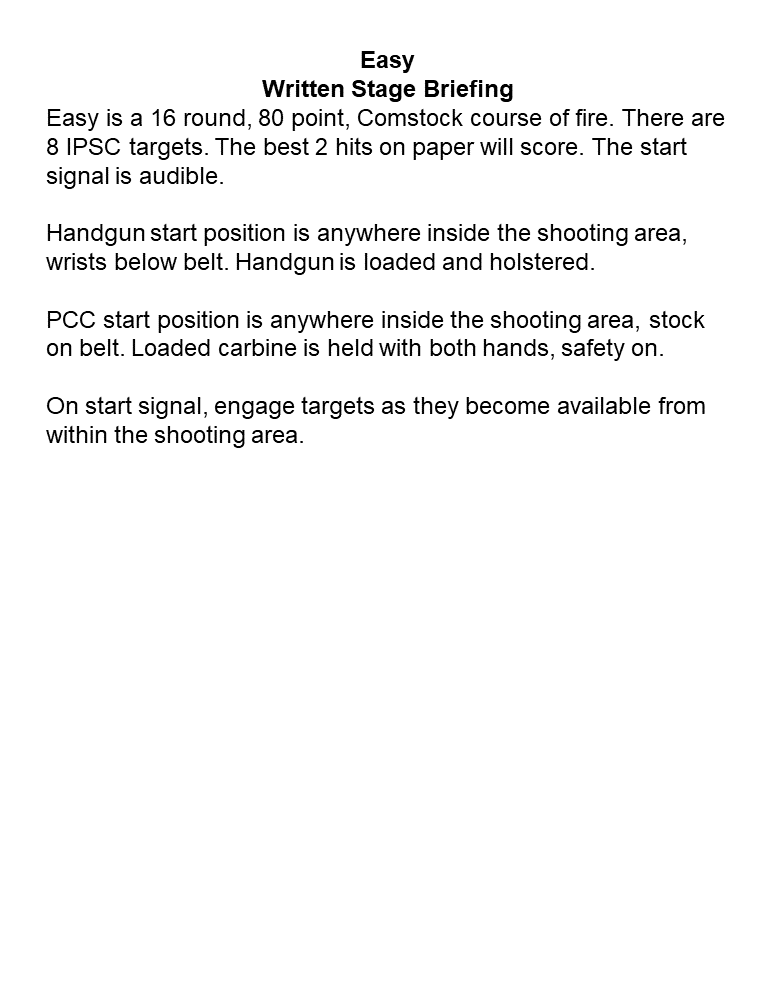 Easy
Written Stage Briefing
Easy is a 16 round, 80 point, Comstock course of fire. There are
8 IPSC targets. The best 2 hits on paper will score. The start
signal is audible.
Handgun start position is anywhere inside the shooting area,
wrists below belt. Handgun is loaded and holstered.
PCC start position is anywhere inside the shooting area, stock
on belt. Loaded carbine is held with both hands, safety on.
On start signal, engage targets as they become available from
within the shooting area.